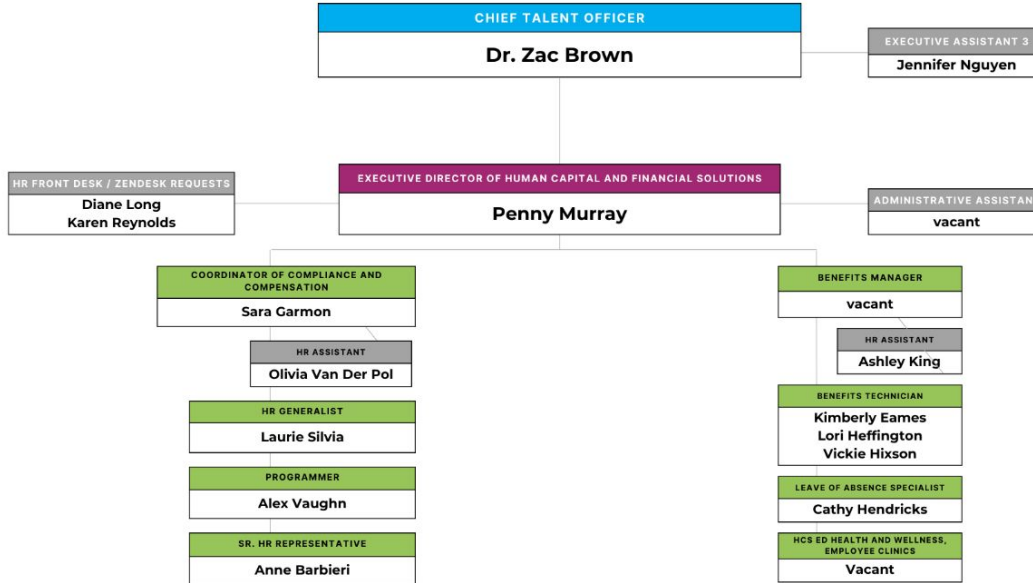 CHIEF TALENT OFFICER
Dr. Zac Brown
EXECUTIVE ASSISTANT 3
Jennifer Nguyen
HR FRONT DESK / ZENDESK REQUESTS
Diane Long
Karen Reynolds
EXECUTIVE DIRECTOR OF HUMAN CAPITAL AND FINANCIAL SOLUTIONS
Penny Murray
ADMINISTRATIVE ASSISTAN
vacant
COORDINATOR OF COMPLIANCE AND
COMPENSATION
Sara Garmon
HR ASSISTANT
Olivia Van Der Pol
HR GENERALIST
Laurie Silvia
PROGRAMMER
Alex Vaughn
SR. HR REPRESENTATIVE
Anne Barbieri
BENEFITS MANAGER
vacant
HR ASSISTANT
Ashley King
BENEFITS TECHNICIAN
Kimberly Eames
Lori Heffington
Vickie Hixson
LEAVE OF ABSENCE SPECIALIST
Cathy Hendricks
HCS ED HEALTH AND WELLNESS,
EMPLOYEE CLINICS
Vacant